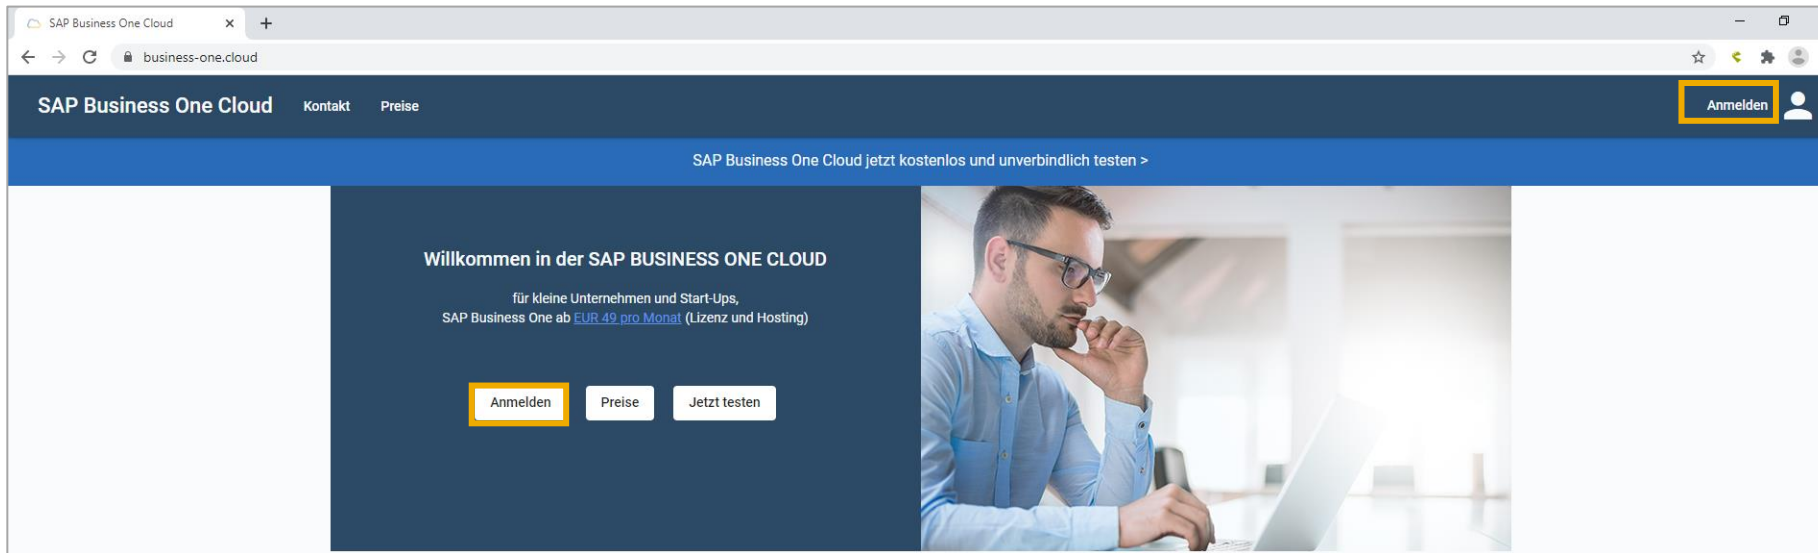 SAP Business One Cloud
business-one.cloud
SAP Business One Cloud Kontakt Preise Anmelden
SAP Business One Cloud jetzt kostenlos und unverbindlich testen >
Willkommen in der SAP BUSINESS ONE CLOUD
für kleine Unternehmen und Start-Ups,
SAP Business One ab EUR 49 pro Monat (Lizenz und Hosting)
Anmelden Preise Jetzt testen